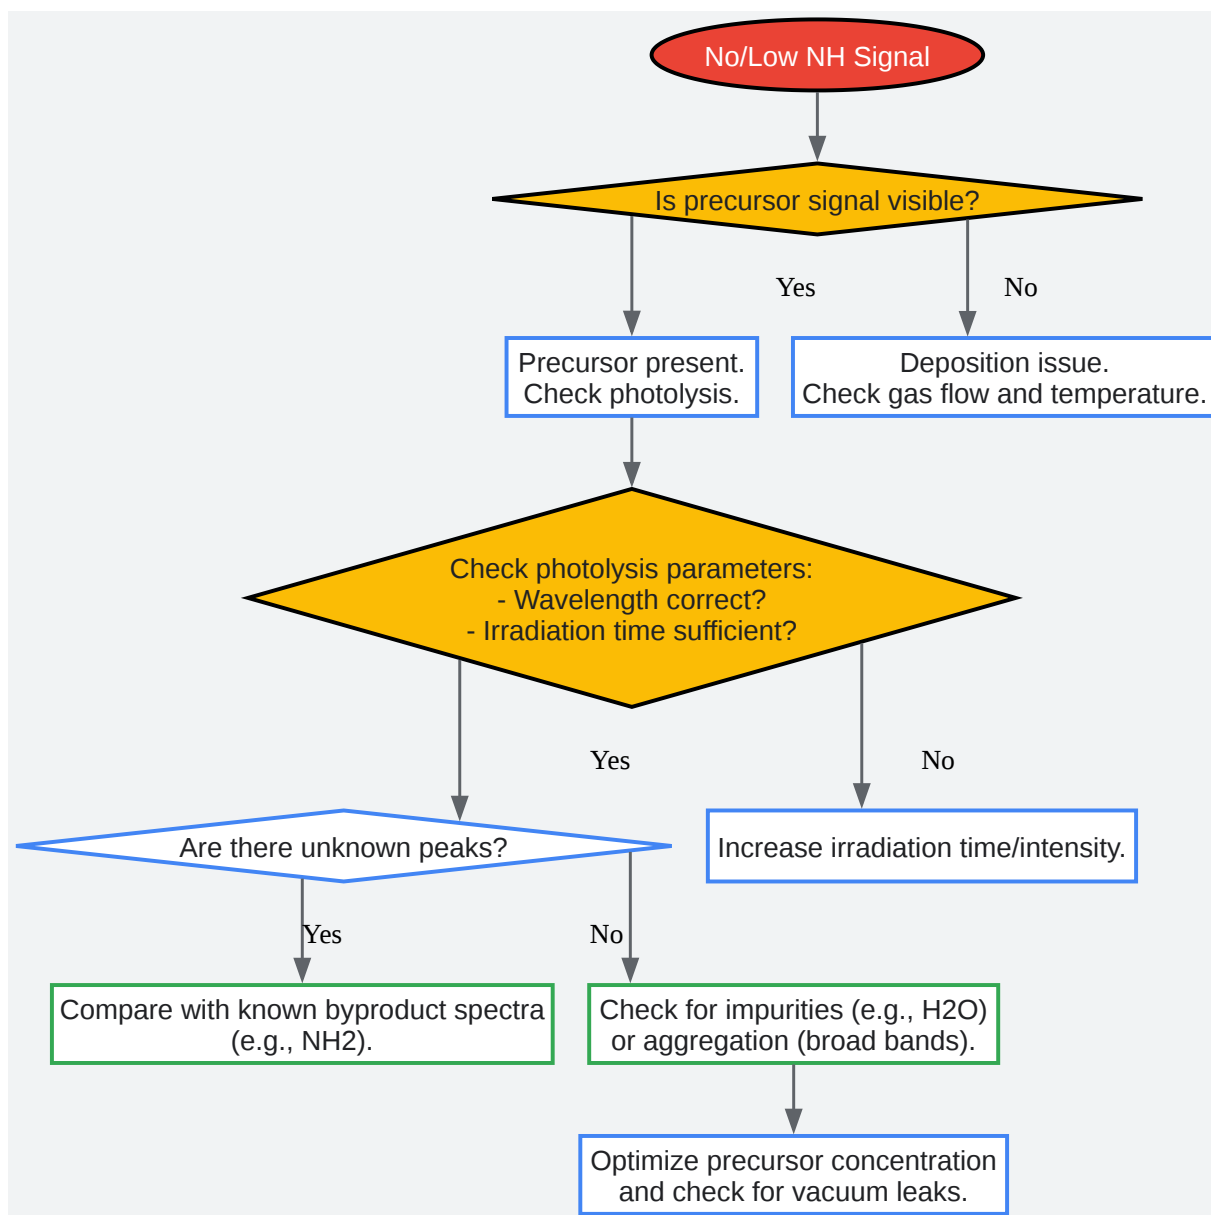 No/Low NH Signal
Is precursor signal visible?
Yes
No
Precursor present.
Check photolysis.
Deposition issue.
Check gas flow and temperature.
Check photolysis parameters:
- Wavelength correct?
- Irradiation time sufficient?
Yes
No
Are there unknown peaks?
Increase irradiation time/intensity.
Yes
No
Compare with known byproduct spectra
(e.g., NH2).
Check for impurities (e.g., H2O)
or aggregation (broad bands).
Optimize precursor concentration
and check for vacuum leaks.